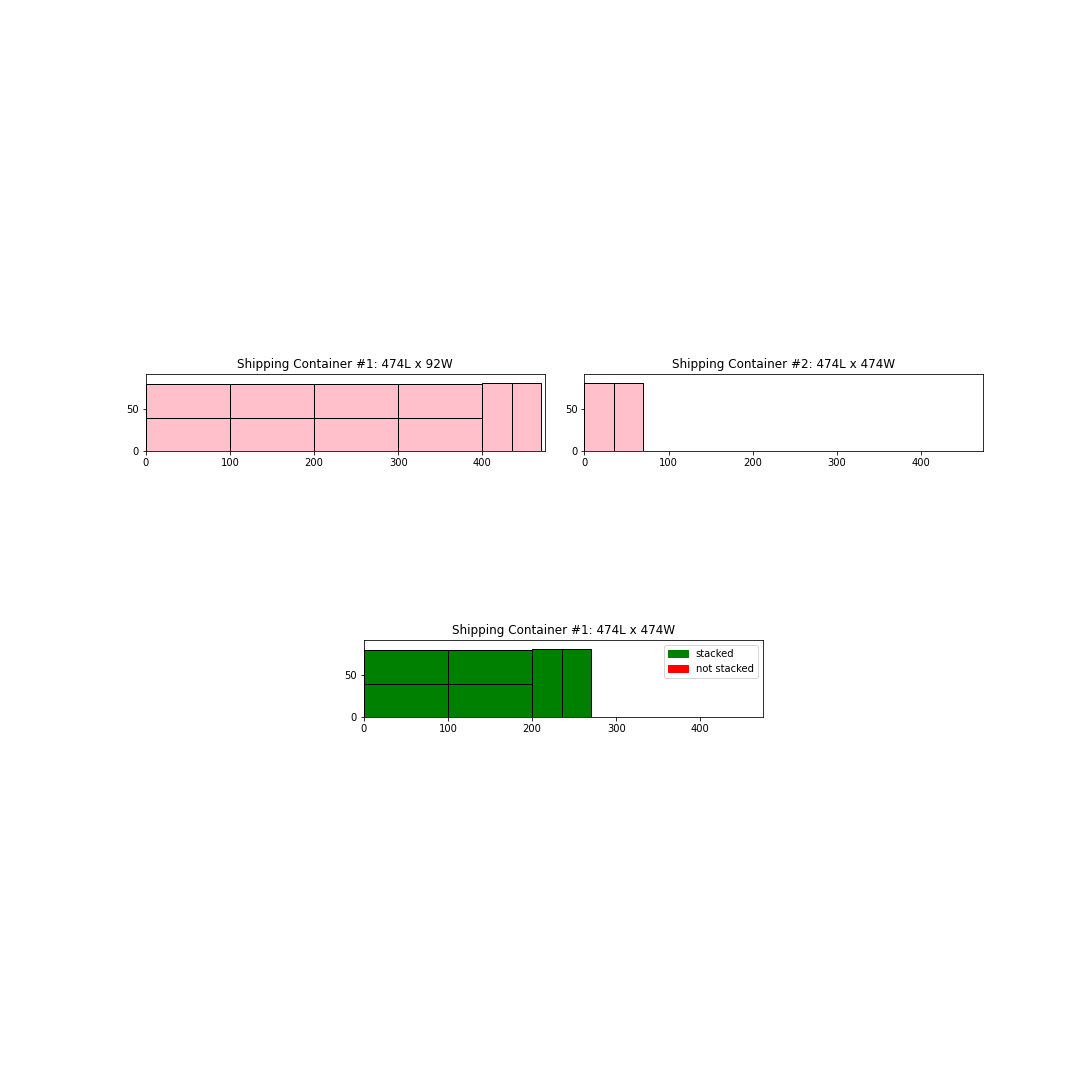 Shipping Container #1: 474L x 92W
50
0
0 100 200 300 400
Shipping Container #2: 474L x 474W
50
0
0 100 200 300 400
Shipping Container #1: 474L x 474W
stacked
not stacked
50
0
0 100 200 300 400